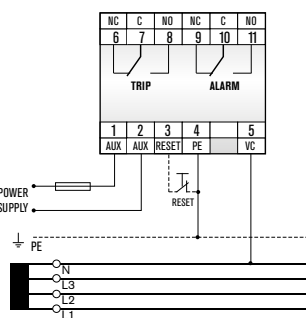 NC C NO NC C NO
6 7 8 9 10 11
TRIP ALARM
1 2 3 4 5
AUX AUX RESET PE VC
POWER
SUPPLY
RESET
PE
N
L3
L2
L1